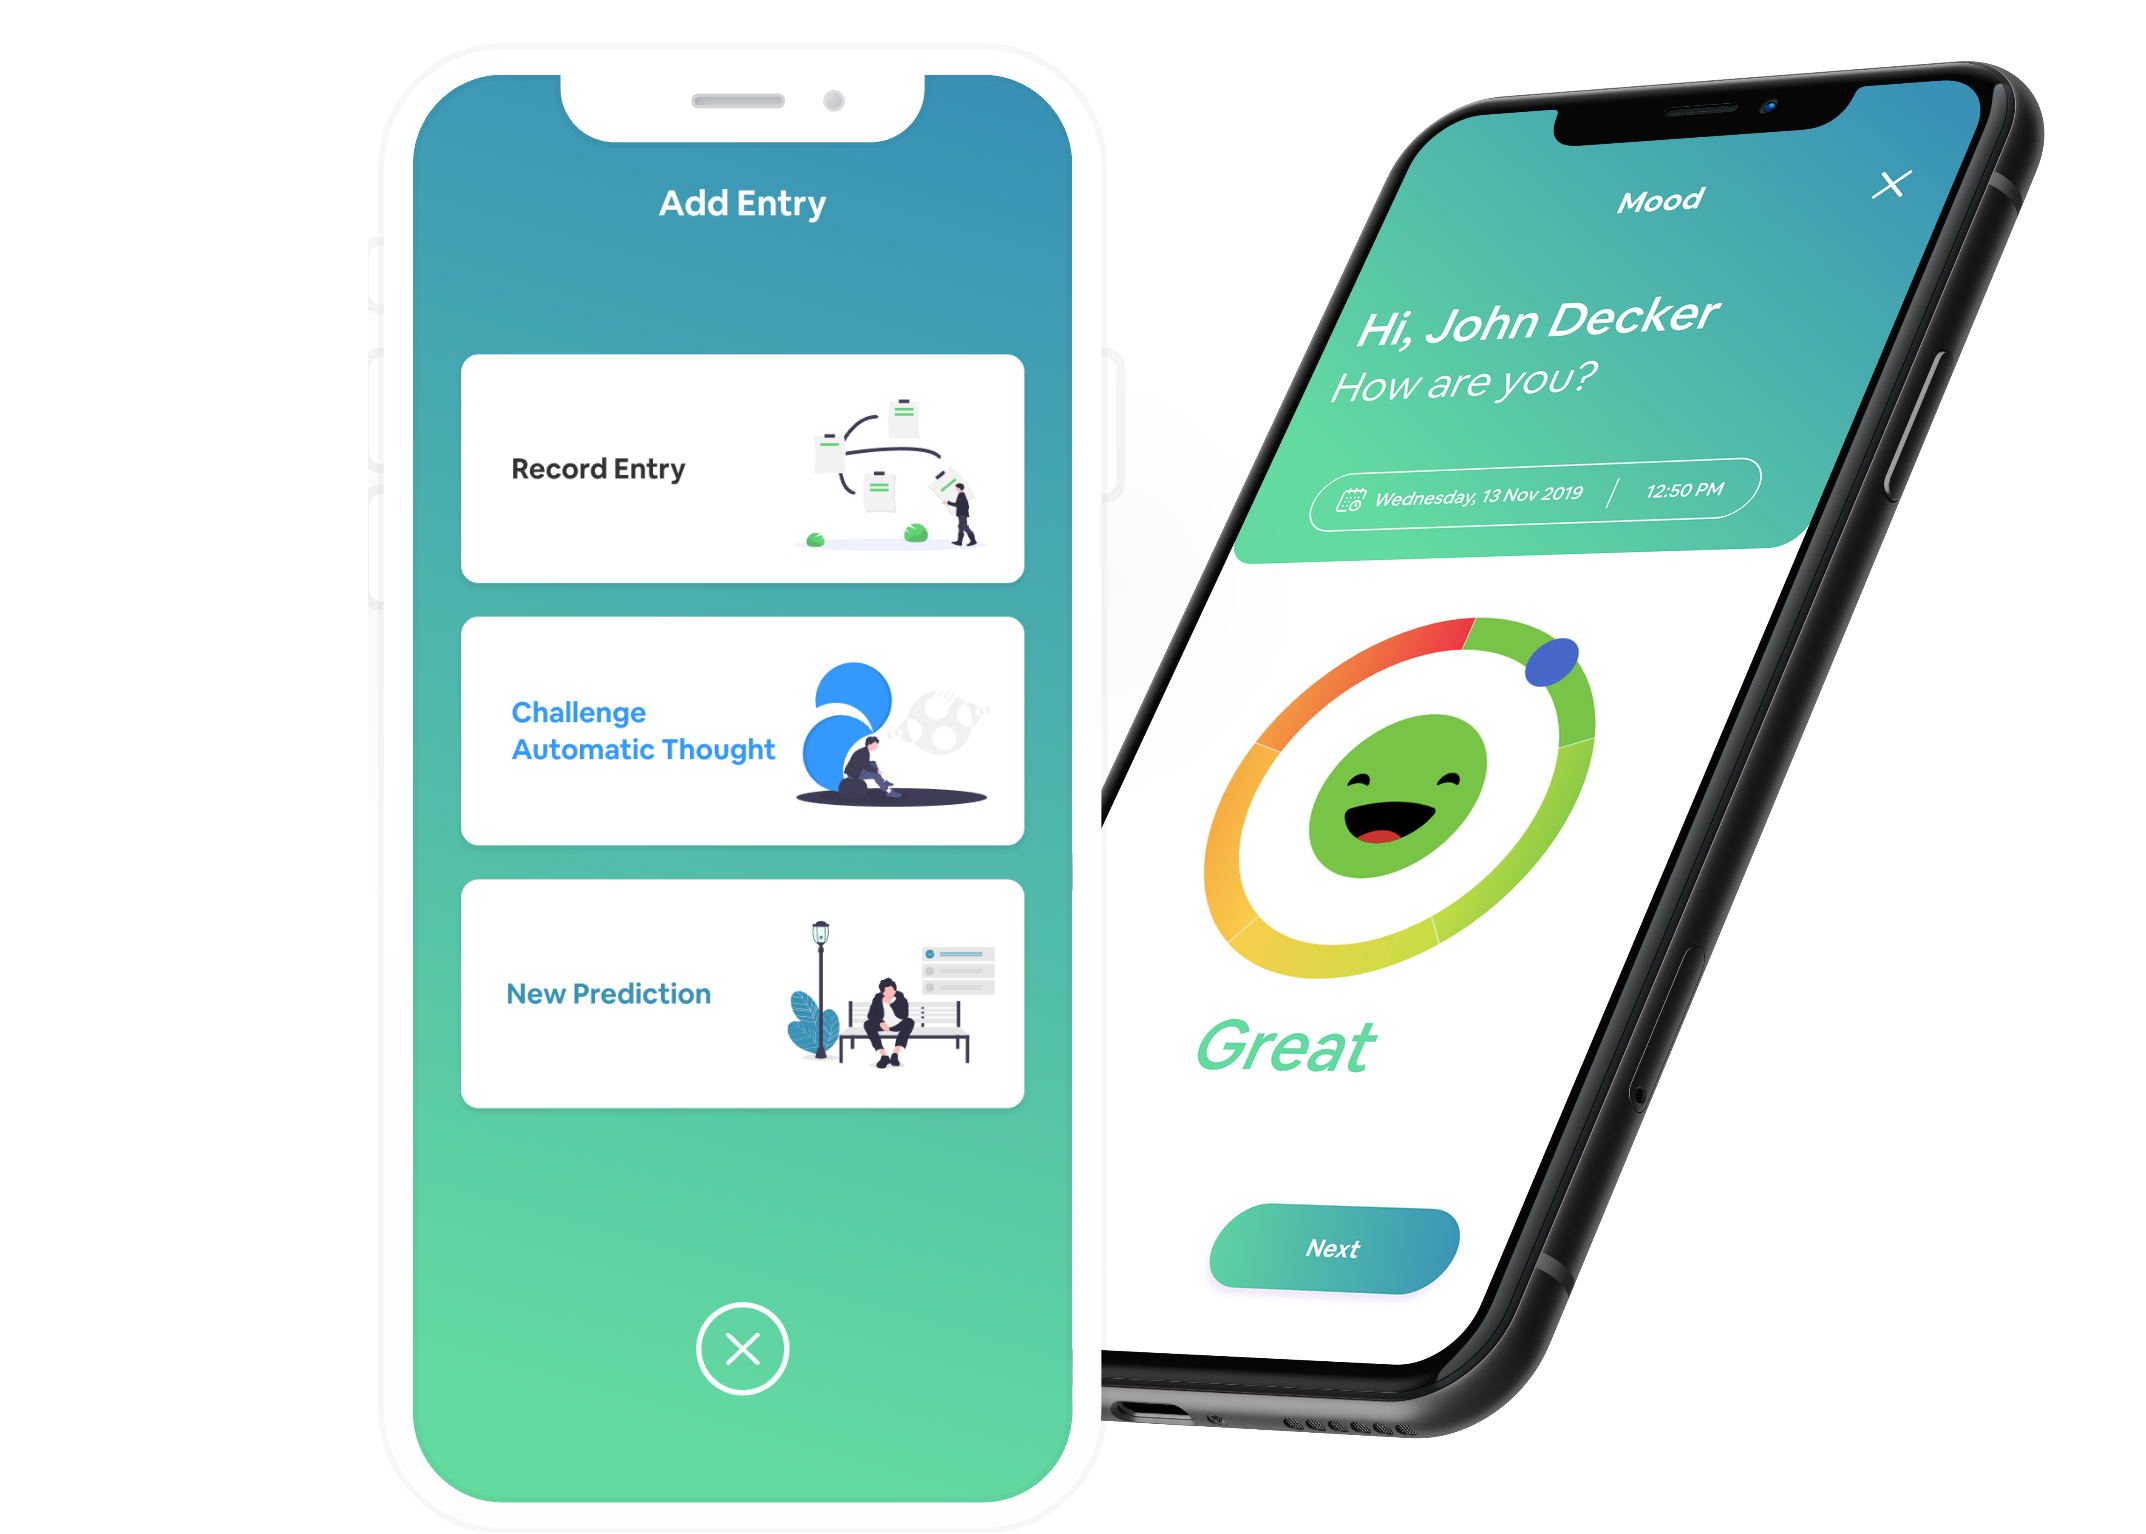 Add Entry
Record Entry
Challenge
Automatic Thought
New Prediction
Mood
Hi, John Decker
How are you?
Wednesday, 13 Nov 2019
12:50 PM
Great
Next